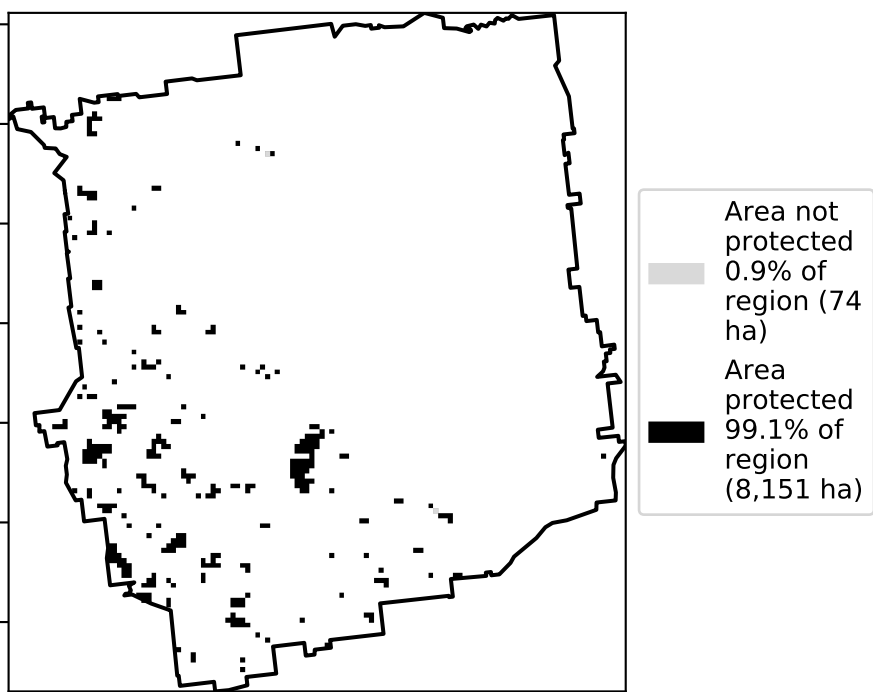 Area not
protected
0.9% of
region (74
ha)
Area
protected
99.1% of
region
(8,151 ha)